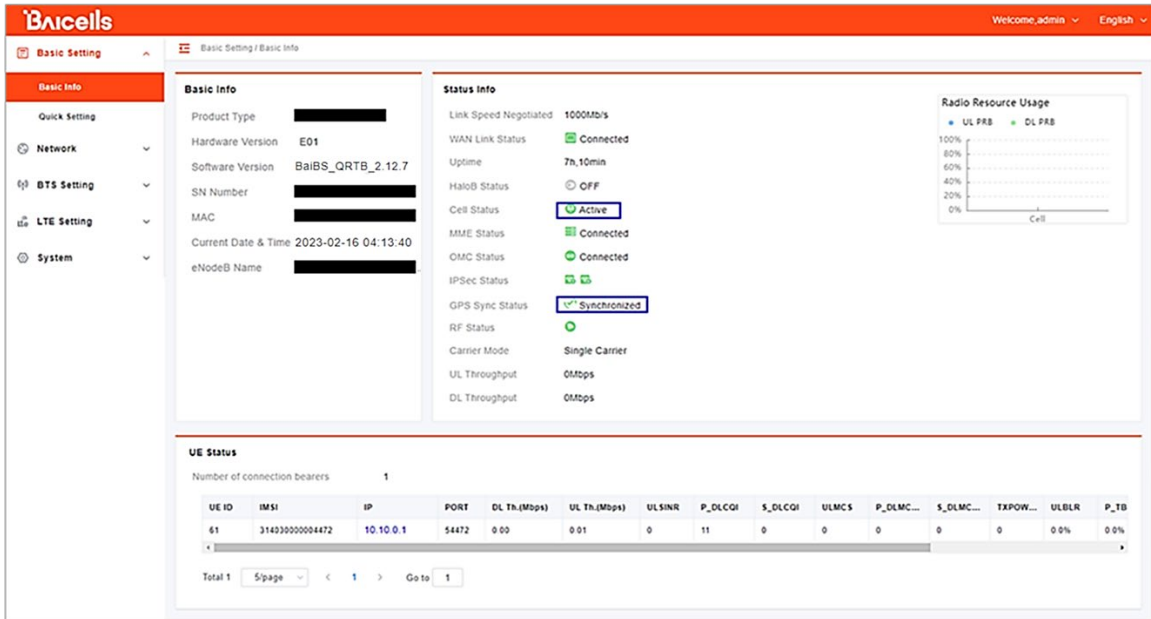 BAICELLS
Welcome,admin
English
Basic Setting
Basic Info
Quick Setting
Network
BTS Setting
LTE Setting
System
Basic Setting / Basic Info
Basic Info
Product Type
Hardware Version E01
Software Version BaiBS_QRTB_2.12.7
SN Number
MAC
Current Date & Time 2023-02-16 04:13:40
eNodeB Name
Status Info
Link Speed Negotiated 1000Mb/s
WAN Link Status Connected
Uptime 7h,10min
HaloB Status OFF
Cell Status Active
MME Status Connected
OMC Status Connected
IPSec Status
GPS Sync Status Synchronized
RF Status
Carrier Mode Single Carrier
UL Throughput 0Mbps
DL Throughput 0Mbps
Radio Resource Usage
UL PRB DL PRB
100%
80%
60%
40%
20%
0%
Cell
UE Status
Number of connection bearers 1
UE ID IMSI IP PORT DL Th.(Mbps) UL Th.(Mbps) ULSINR P_DLCQI S_DLCQI ULMCS P_DLMC... S_DLMC... TXPOW... ULBLR P_TB
61 314030000004472 10.10.0.1 54472 0.00 0.01 0 11 0 0 0 0 0 0.0% 0.0%
Total 1 5/page < 1 > Go to 1